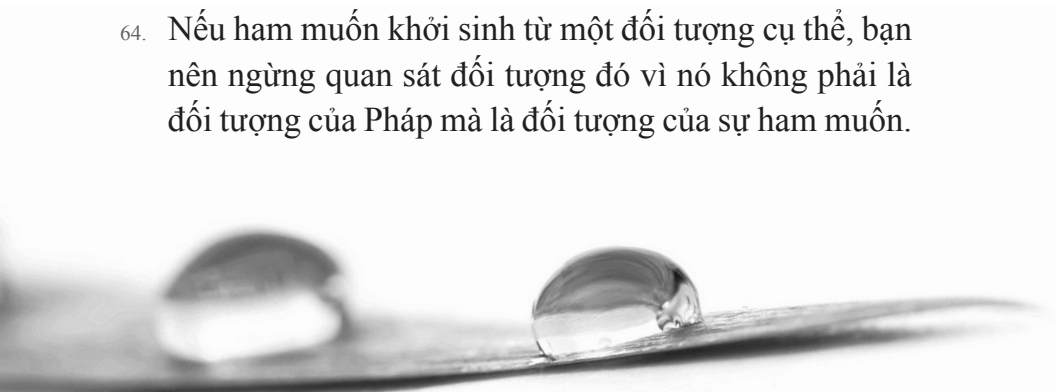 64. Nếu ham muốn khởi sinh từ một đối tượng cụ thể, bạn
nên ngừng quan sát đối tượng đó vì nó không phải là
đối tượng của Pháp mà là đối tượng của sự ham muốn.